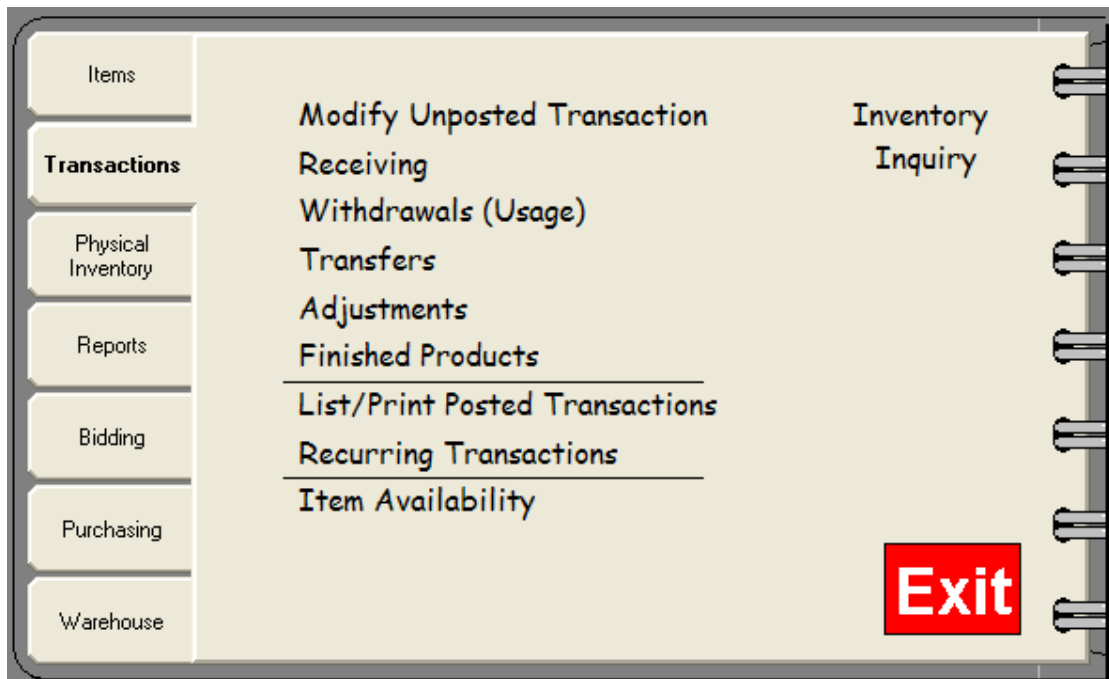 Items
Transactions
Physical
Inventory
Reports
Bidding
Purchasing
Warehouse
Modify Unposted Transaction
Receiving
Withdrawals (Usage)
Transfers
Adjustments
Finished Products
List/Print Posted Transactions
Recurring Transactions
Item Availability
Inventory
Inquiry
Exit